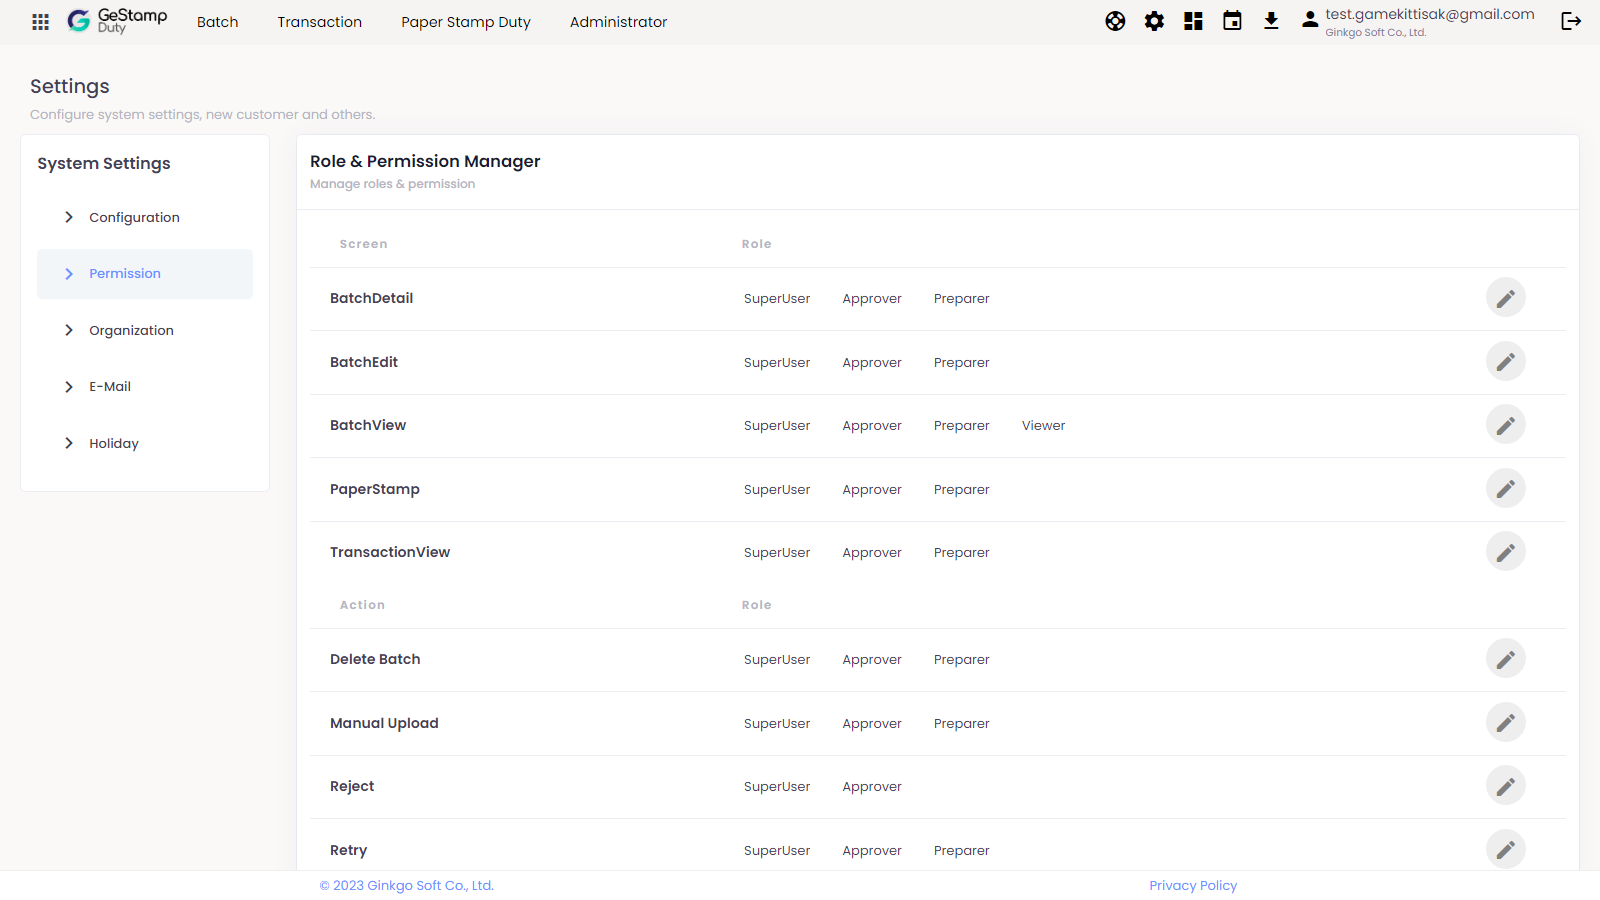 GeStamp
Duty
Batch
Transaction
Paper Stamp Duty
Administrator
test.gamekittisak@gmail.com
Ginkgo Soft Co., Ltd.
Settings
Configure system settings, new customer and others.
System Settings
Configuration
Permission
Organization
E-Mail
Holiday
Role & Permission Manager
Manage roles & permission
Screen Role
BatchDetail SuperUser Approver Preparer
BatchEdit SuperUser Approver Preparer
BatchView SuperUser Approver Preparer Viewer
PaperStamp SuperUser Approver Preparer
TransactionView SuperUser Approver Preparer
Action Role
Delete Batch SuperUser Approver Preparer
Manual Upload SuperUser Approver Preparer
Reject SuperUser Approver
Retry SuperUser Approver Preparer
© 2023 Ginkgo Soft Co., Ltd.
Privacy Policy